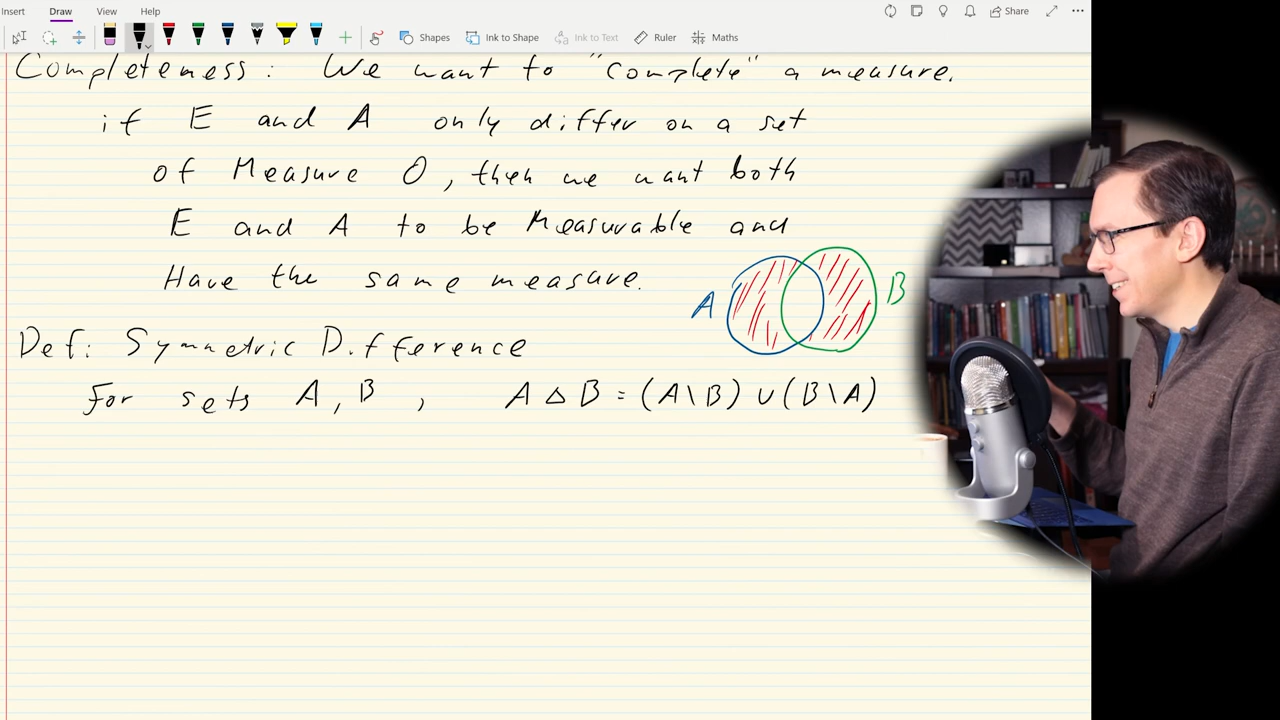 Insert Draw View Help
Share
Shapes Ink to Shape Ink to Text Ruler Maths
Completeness: We want to "complete" a measure.
if E and A only differ on a set
of Measure 0, then we want both
E and A to be Measurable and
Have the same measure.
A B
Def: Symmetric Difference
For sets A, B, A △ B = (A \ B) ∪ (B \ A)